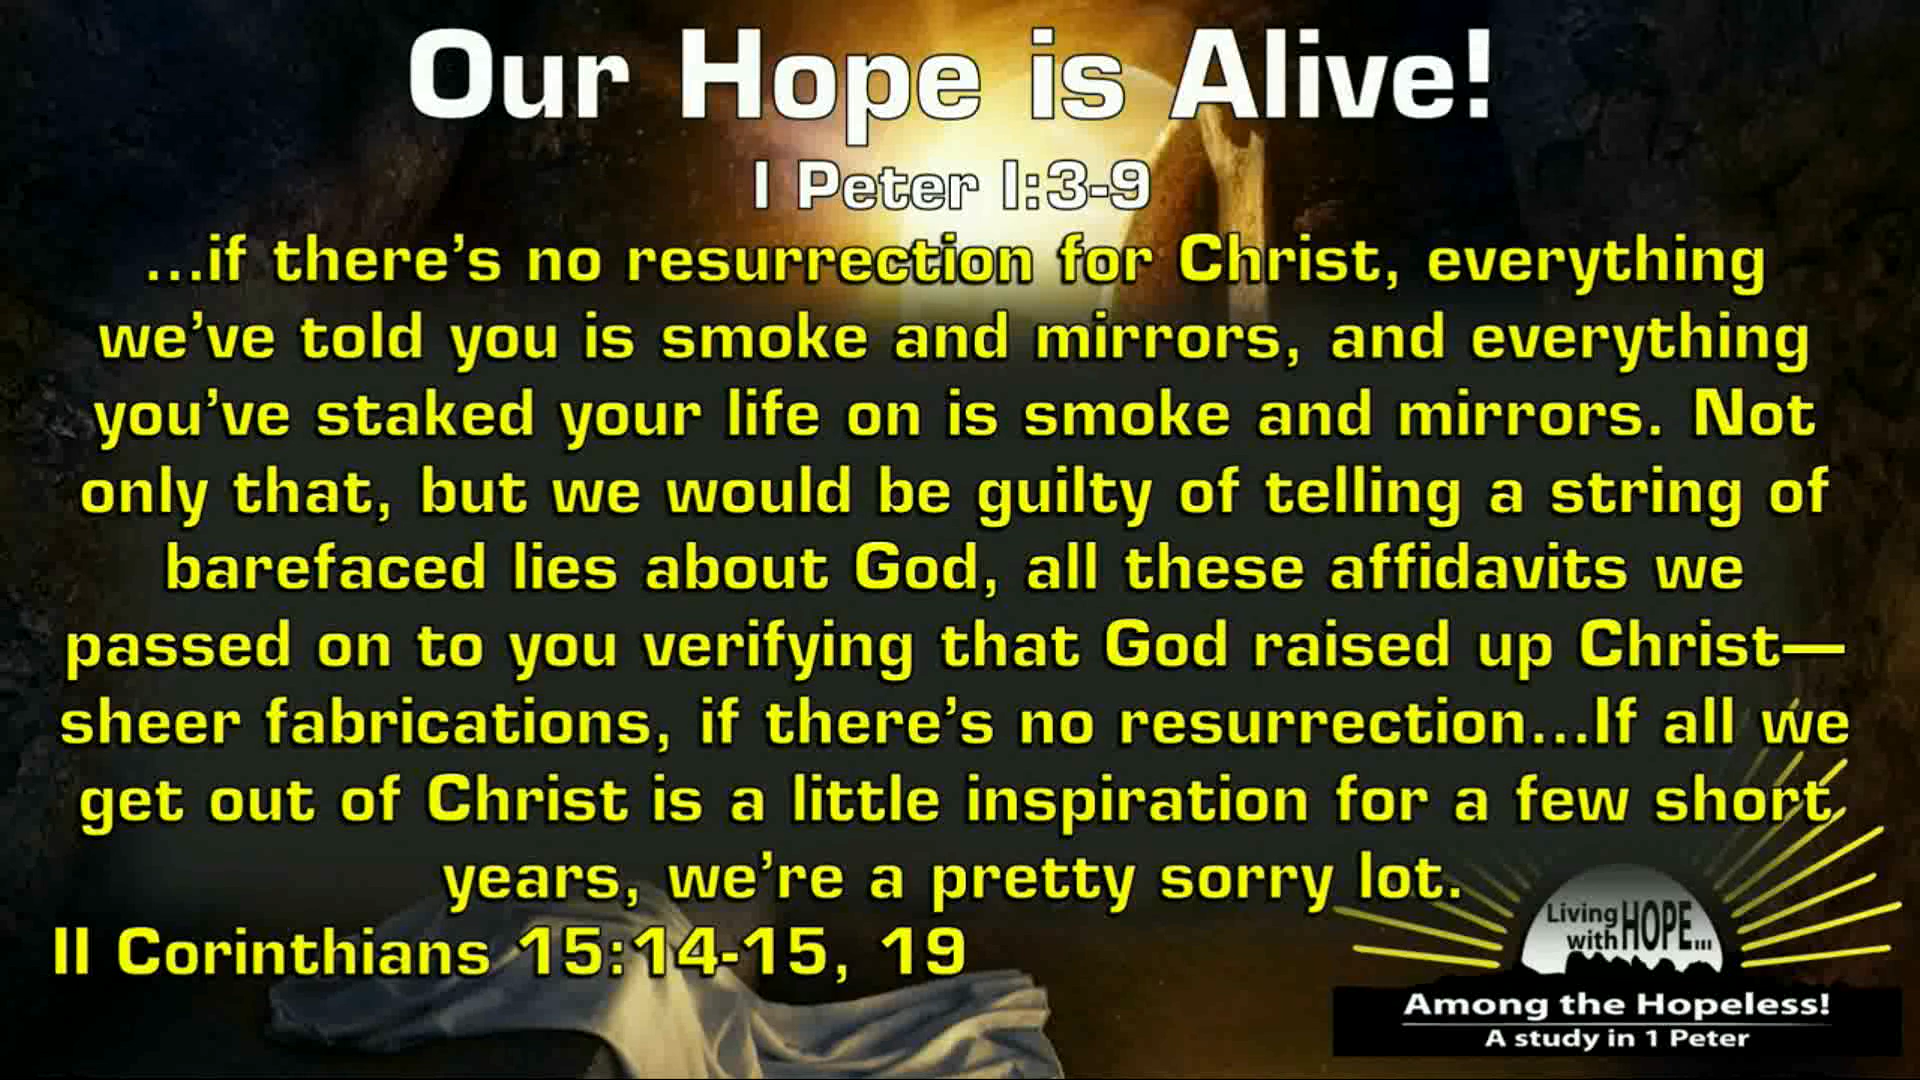 Our Hope is Alive!
I Peter I:3-9
...if there's no resurrection for Christ, everything
we've told you is smoke and mirrors, and everything
you've staked your life on is smoke and mirrors. Not
only that, but we would be guilty of telling a string of
barefaced lies about God, all these affidavits we
passed on to you verifying that God raised up Christ—
sheer fabrications, if there's no resurrection...If all we
get out of Christ is a little inspiration for a few short
years, we're a pretty sorry lot.
II Corinthians 15:14-15, 19
Living
with HOPE...
Among the Hopeless!
A study in 1 Peter